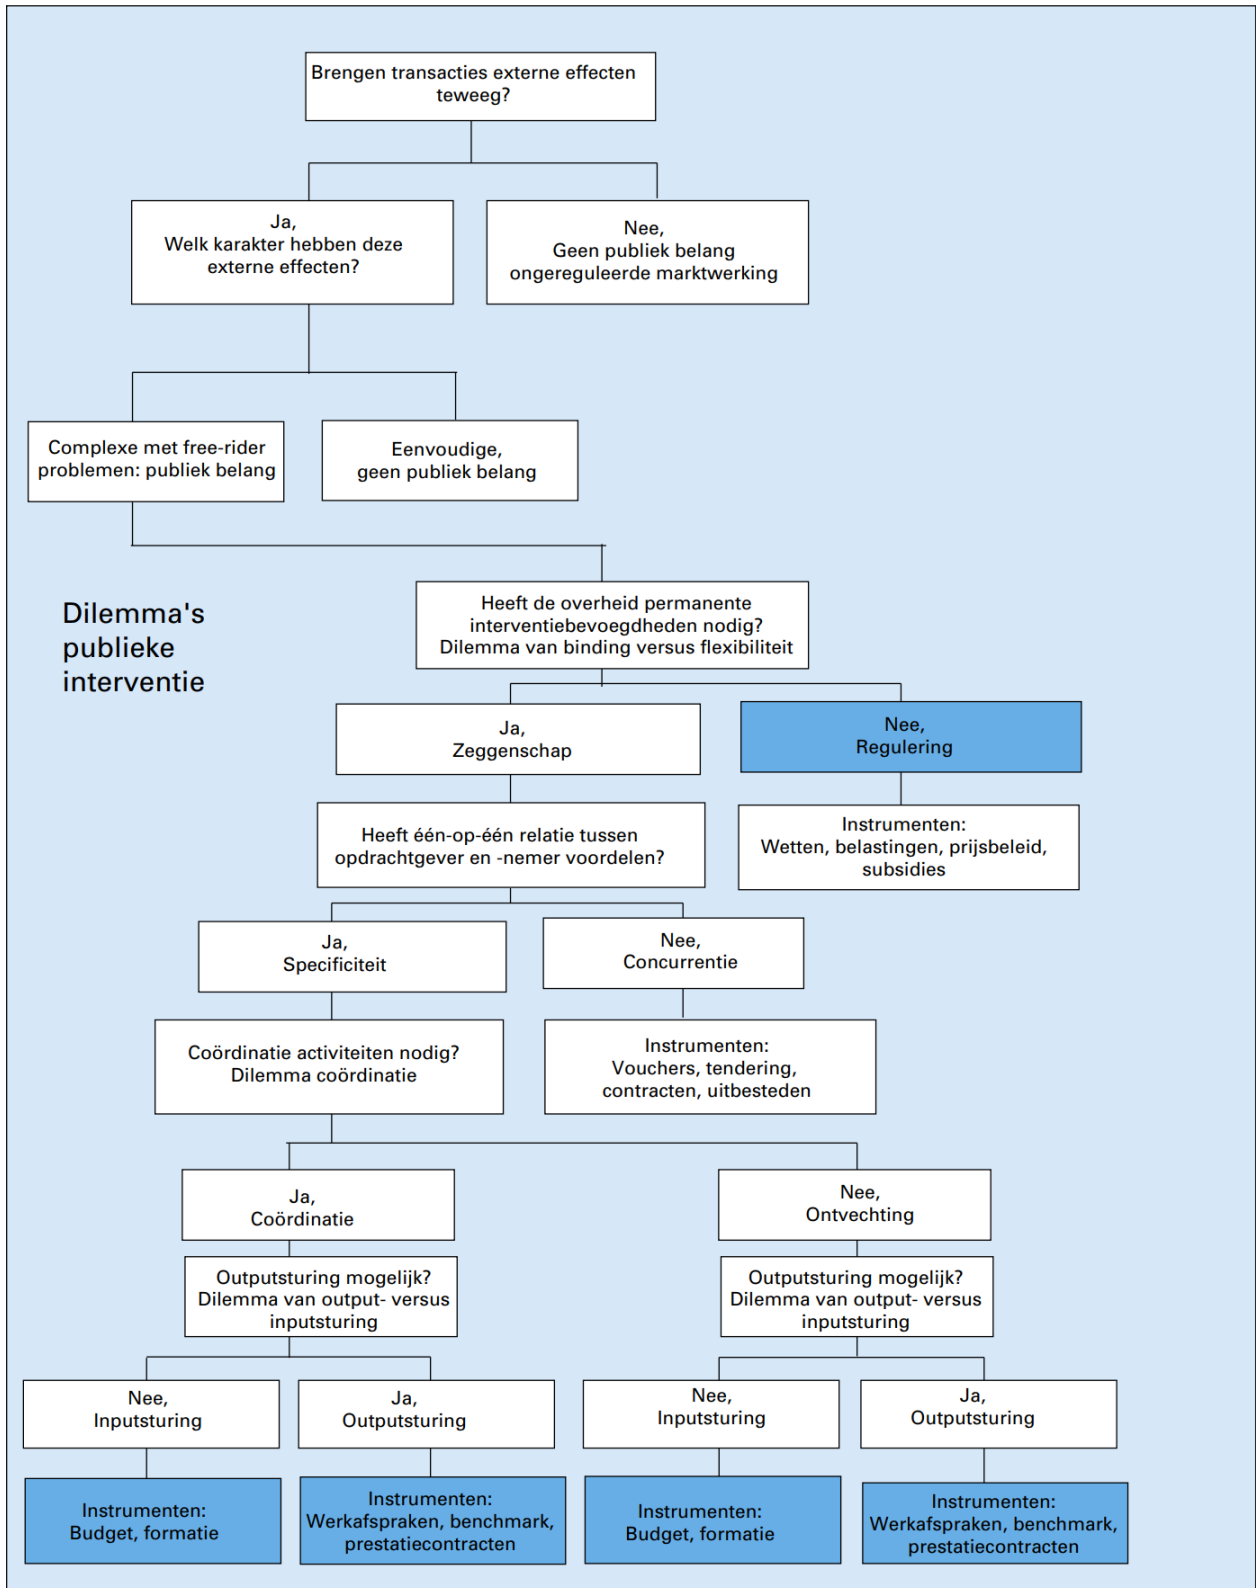 Brengen transacties externe effecten
teweeg?
Ja,
Welk karakter hebben deze
externe effecten?
Nee,
Geen publiek belang
ongereguleerde marktwerking
Complexe met free-rider
problemen: publiek belang
Eenvoudige,
geen publiek belang
Dilemma's
publieke
interventie
Heeft de overheid permanente
interventiebevoegdheden nodig?
Dilemma van binding versus flexibiliteit
Ja,
Zeggenschap
Nee,
Regulering
Heeft één-op-één relatie tussen
opdrachtgever en -nemer voordelen?
Instrumenten:
Wetten, belastingen, prijsbeleid,
subsidies
Ja,
Specificiteit
Nee,
Concurrentie
Coördinatie activiteiten nodig?
Dilemma coördinatie
Instrumenten:
Vouchers, tendering,
contracten, uitbesteden
Ja,
Coördinatie
Nee,
Ontvechting
Outputsturing mogelijk?
Dilemma van output- versus
inputsturing
Outputsturing mogelijk?
Dilemma van output- versus
inputsturing
Nee,
Inputsturing
Ja,
Outputsturing
Nee,
Inputsturing
Ja,
Outputsturing
Instrumenten:
Budget, formatie
Instrumenten:
Werkafspraken, benchmark,
prestatiecontracten
Instrumenten:
Budget, formatie
Instrumenten:
Werkafspraken, benchmark,
prestatiecontracten